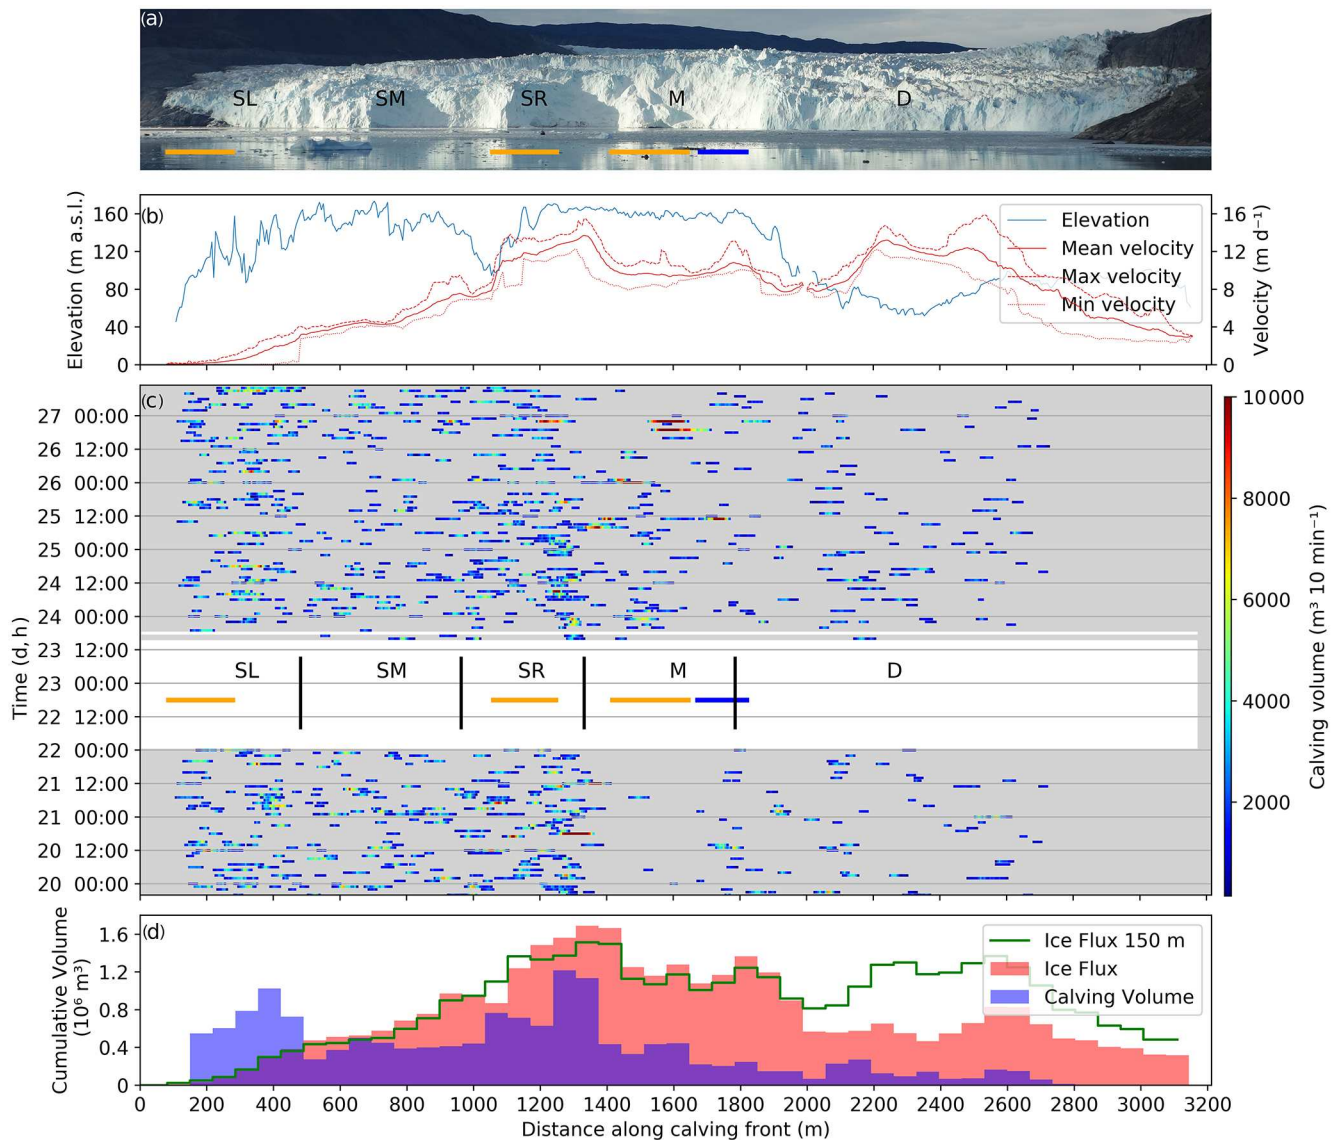 (a)
SL SM SR M D
(b)
Elevation (m a.s.l.)
160
120
80
40
0
Elevation
Mean velocity
Max velocity
Min velocity
16
12
8
4
0
Velocity (m d⁻¹)
(c)
Time (d, h)
27 00:00
26 12:00
26 00:00
25 12:00
25 00:00
24 12:00
24 00:00
23 12:00
23 00:00
22 12:00
22 00:00
21 12:00
21 00:00
20 12:00
20 00:00
SL SM SR M D
10000
8000
6000
4000
2000
Calving volume (m³ 10 min⁻¹)
(d)
Cumulative Volume
(10⁶ m³)
1.6
1.2
0.8
0.4
0
Ice Flux 150 m
Ice Flux
Calving Volume
0 200 400 600 800 1000 1200 1400 1600 1800 2000 2200 2400 2600 2800 3000 3200
Distance along calving front (m)